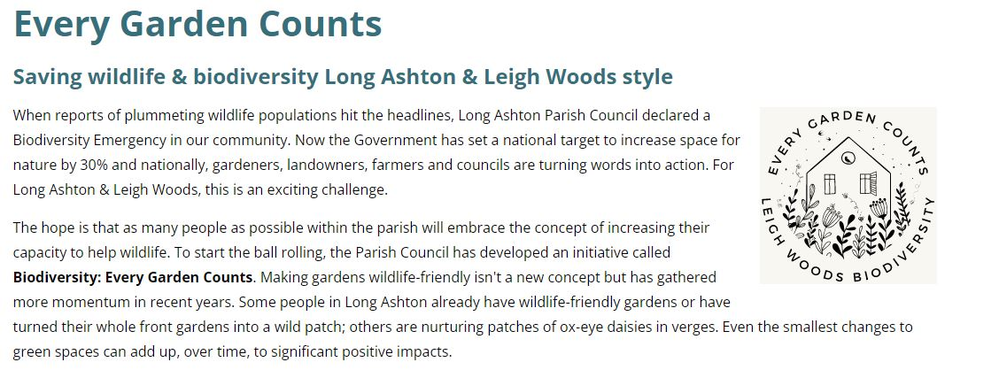 Every Garden Counts
Saving wildlife & biodiversity Long Ashton & Leigh Woods style
When reports of plummeting wildlife populations hit the headlines, Long Ashton Parish Council declared a
Biodiversity Emergency in our community. Now the Government has set a national target to increase space for
nature by 30% and nationally, gardeners, landowners, farmers and councils are turning words into action. For
Long Ashton & Leigh Woods, this is an exciting challenge.
The hope is that as many people as possible within the parish will embrace the concept of increasing their
capacity to help wildlife. To start the ball rolling, the Parish Council has developed an initiative called
Biodiversity: Every Garden Counts. Making gardens wildlife-friendly isn't a new concept but has gathered
more momentum in recent years. Some people in Long Ashton already have wildlife-friendly gardens or have
turned their whole front gardens into a wild patch; others are nurturing patches of ox-eye daisies in verges. Even the smallest changes to
green spaces can add up, over time, to significant positive impacts.
EVERY GARDEN COUNTS
LEIGH WOODS BIODIVERSITY